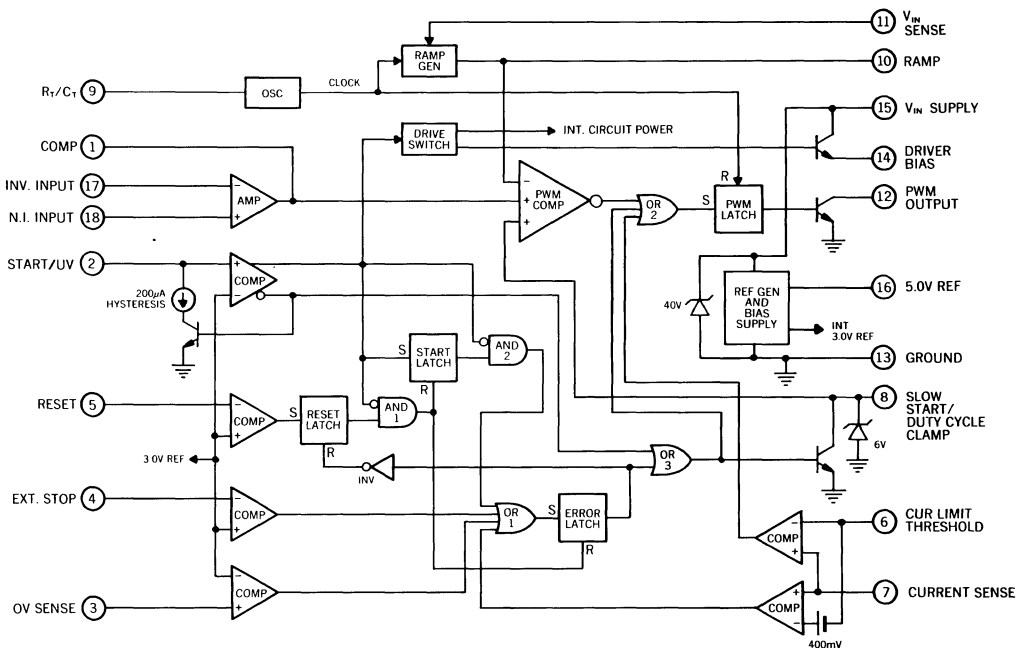 11 V_IN
SENSE
RAMP
GEN
10 RAMP
R_T/C_T 9
OSC
CLOCK
15 V_IN SUPPLY
DRIVE
SWITCH
INT. CIRCUIT POWER
COMP 1
14 DRIVER
BIAS
INV. INPUT 17
−
AMP
+
N.I. INPUT 18
−
+
+
PWM
COMP
OR
2
S
R
PWM
LATCH
12 PWM
OUTPUT
START/UV 2
+
COMP
−
200μA
HYSTERESIS
40V
REF GEN
AND
BIAS
SUPPLY
16 5.0V REF
INT
3.0V REF
13 GROUND
S
START
LATCH
R
AND
2
RESET 5
−
COMP
+
S
RESET
LATCH
R
AND
1
8 SLOW
START/
DUTY CYCLE
CLAMP
6V
3.0V REF
INV
OR
3
EXT. STOP 4
−
COMP
+
OR
1
S
ERROR
LATCH
R
−
COMP
+
6 CUR LIMIT
THRESHOLD
OV SENSE 3
−
COMP
+
+
COMP
−
7 CURRENT SENSE
400mV